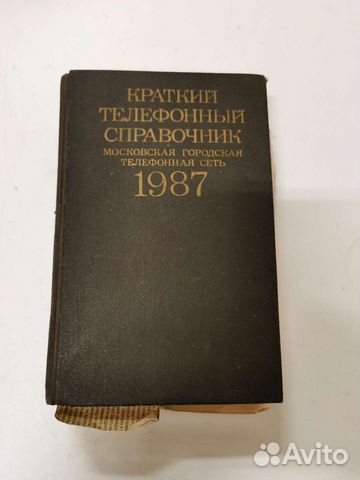 КРАТКИЙ
ТЕЛЕФОННЫЙ
СПРАВОЧНИК
МОСКОВСКАЯ ГОРОДСКАЯ
ТЕЛЕФОННАЯ СЕТЬ
1987
Avito